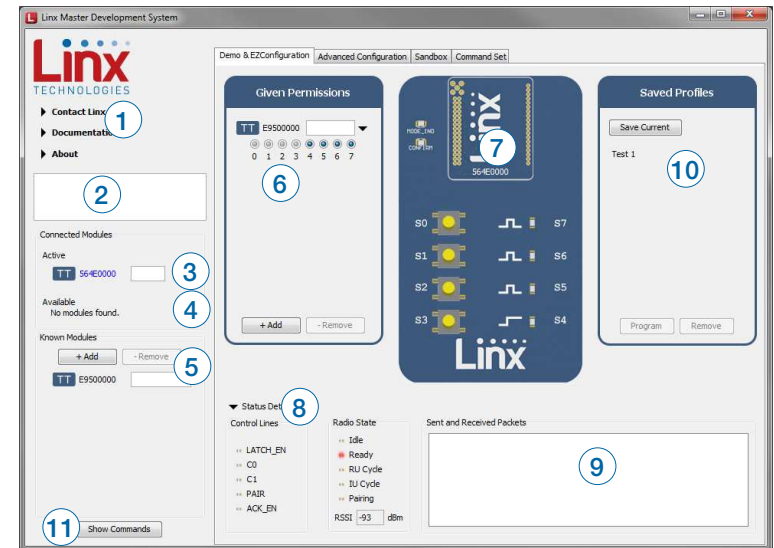 Linx Master Development System
Linx
TECHNOLOGIES
Contact Linx
1
Documentation
About
2
Connected Modules
Active
TT 564E0000
3
Available
No modules found.
4
Known Modules
+ Add
- Remove
5
TT E9500000
11
Show Commands
Demo & EZConfiguration
Advanced Configuration
Sandbox
Command Set
Given Permissions
TT E9500000
0 1 2 3 4 5 6 7
6
+ Add
- Remove
MODE_IND
CONFIRM
Linx
7
564E0000
S0
S7
S1
S6
S2
S5
S3
S4
Linx
Saved Profiles
Save Current
Test 1
10
Program
Remove
Status Det
8
Control Lines
LATCH_EN
C0
C1
PAIR
ACK_EN
Radio State
Idle
Ready
RU Cycle
IU Cycle
Pairing
RSSI -93 dBm
Sent and Received Packets
9